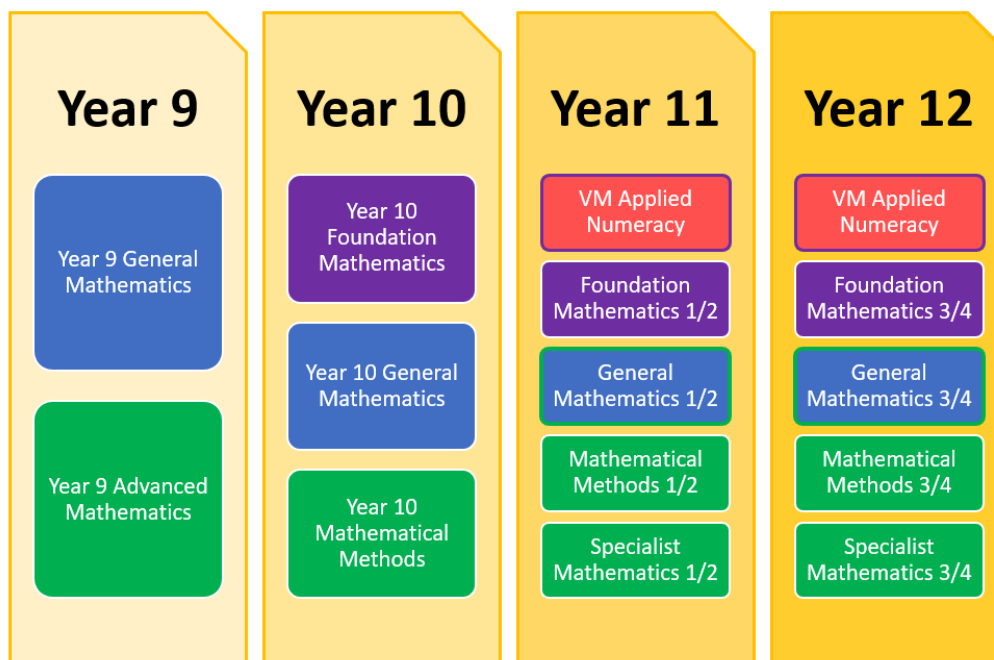 Year 9
Year 9 General
Mathematics
Year 9 Advanced
Mathematics
Year 10
Year 10
Foundation
Mathematics
Year 10 General
Mathematics
Year 10
Mathematical
Methods
Year 11
VM Applied
Numeracy
Foundation
Mathematics 1/2
General
Mathematics 1/2
Mathematical
Methods 1/2
Specialist
Mathematics 1/2
Year 12
VM Applied
Numeracy
Foundation
Mathematics 3/4
General
Mathematics 3/4
Mathematical
Methods 3/4
Specialist
Mathematics 3/4